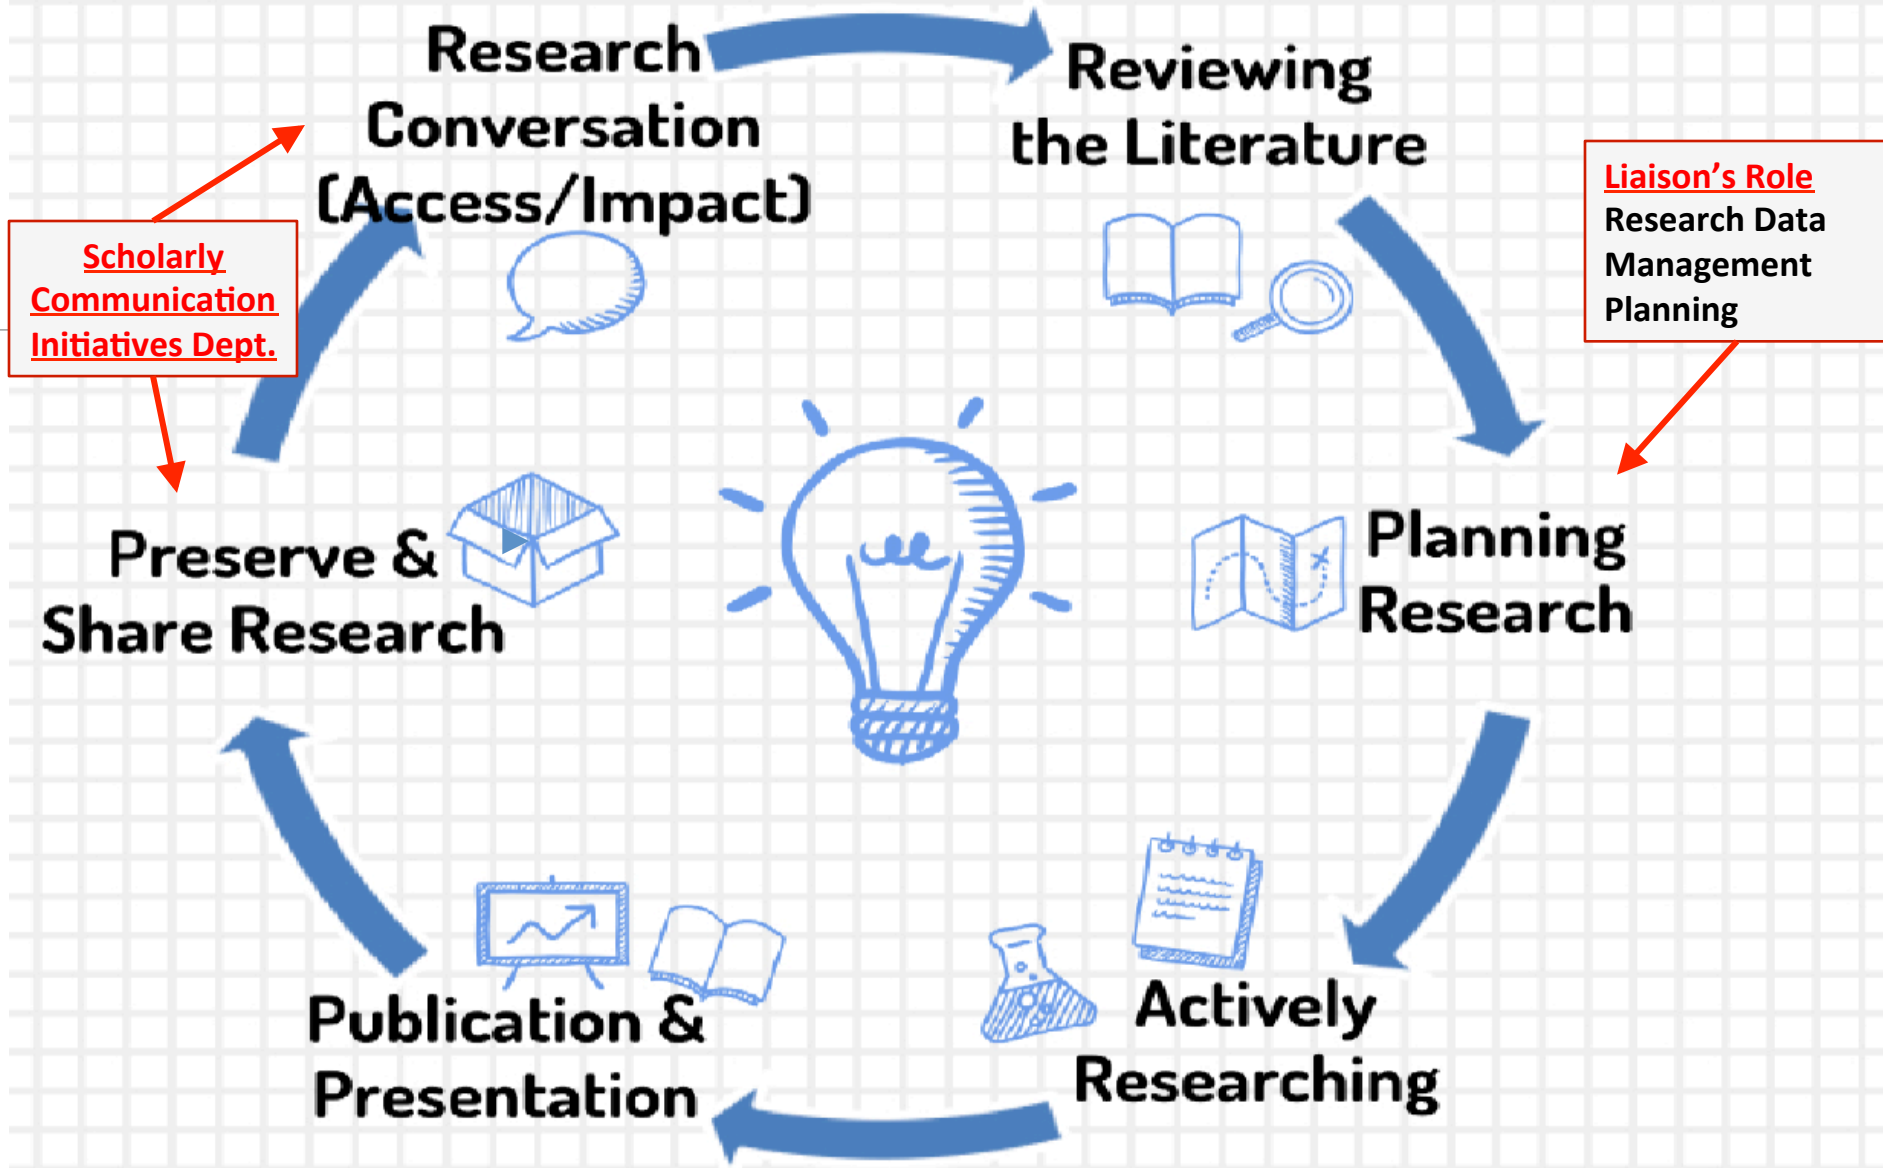 Research
Conversation
(Access/Impact)
Reviewing
the Literature
Liaison’s Role
Research Data
Management
Planning
Scholarly
Communication
Initiatives Dept.
Planning
Research
Preserve &
Share Research
Actively
Researching
Publication &
Presentation